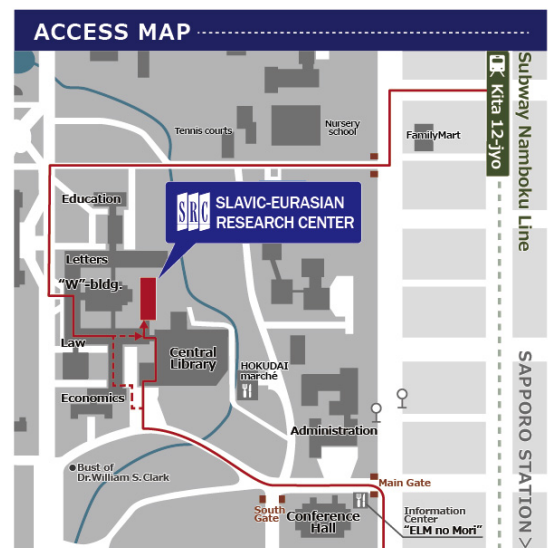 ACCESS MAP
Subway Namboku Line
Kita 12-jyo
Tennis courts
Nursery
school
FamilyMart
Education
SRC
SLAVIC-EURASIAN
RESEARCH CENTER
Letters
"W"-bldg.
Law
Central
Library
HOKUDAI
marché
Economics
Administration
SAPPORO STATION >
Bust of
Dr.William S.Clark
Main Gate
South
Gate
Conference
Hall
Information
Center
"ELM no Mori"